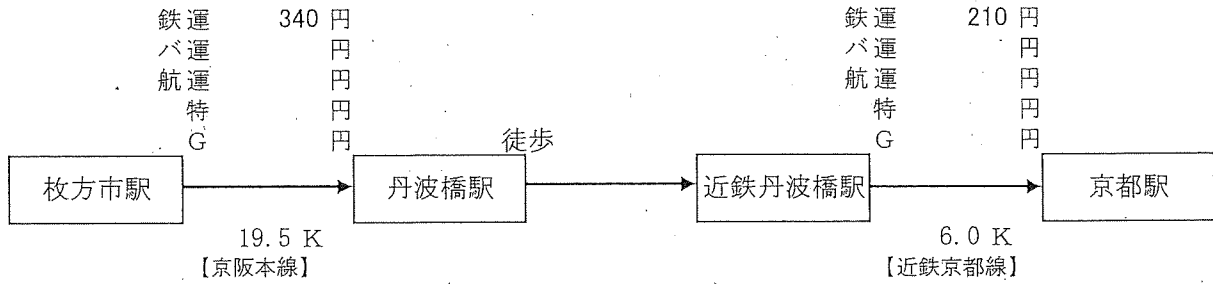 鉄運 340 円 鉄運 210 円
バ運 円 バ運 円
航運 円 航運 円
特 円 特 円
G 円 徒歩 G 円
枚方市駅 丹波橋駅 近鉄丹波橋駅 京都駅
19.5 K 6.0 K
【京阪本線】 【近鉄京都線】